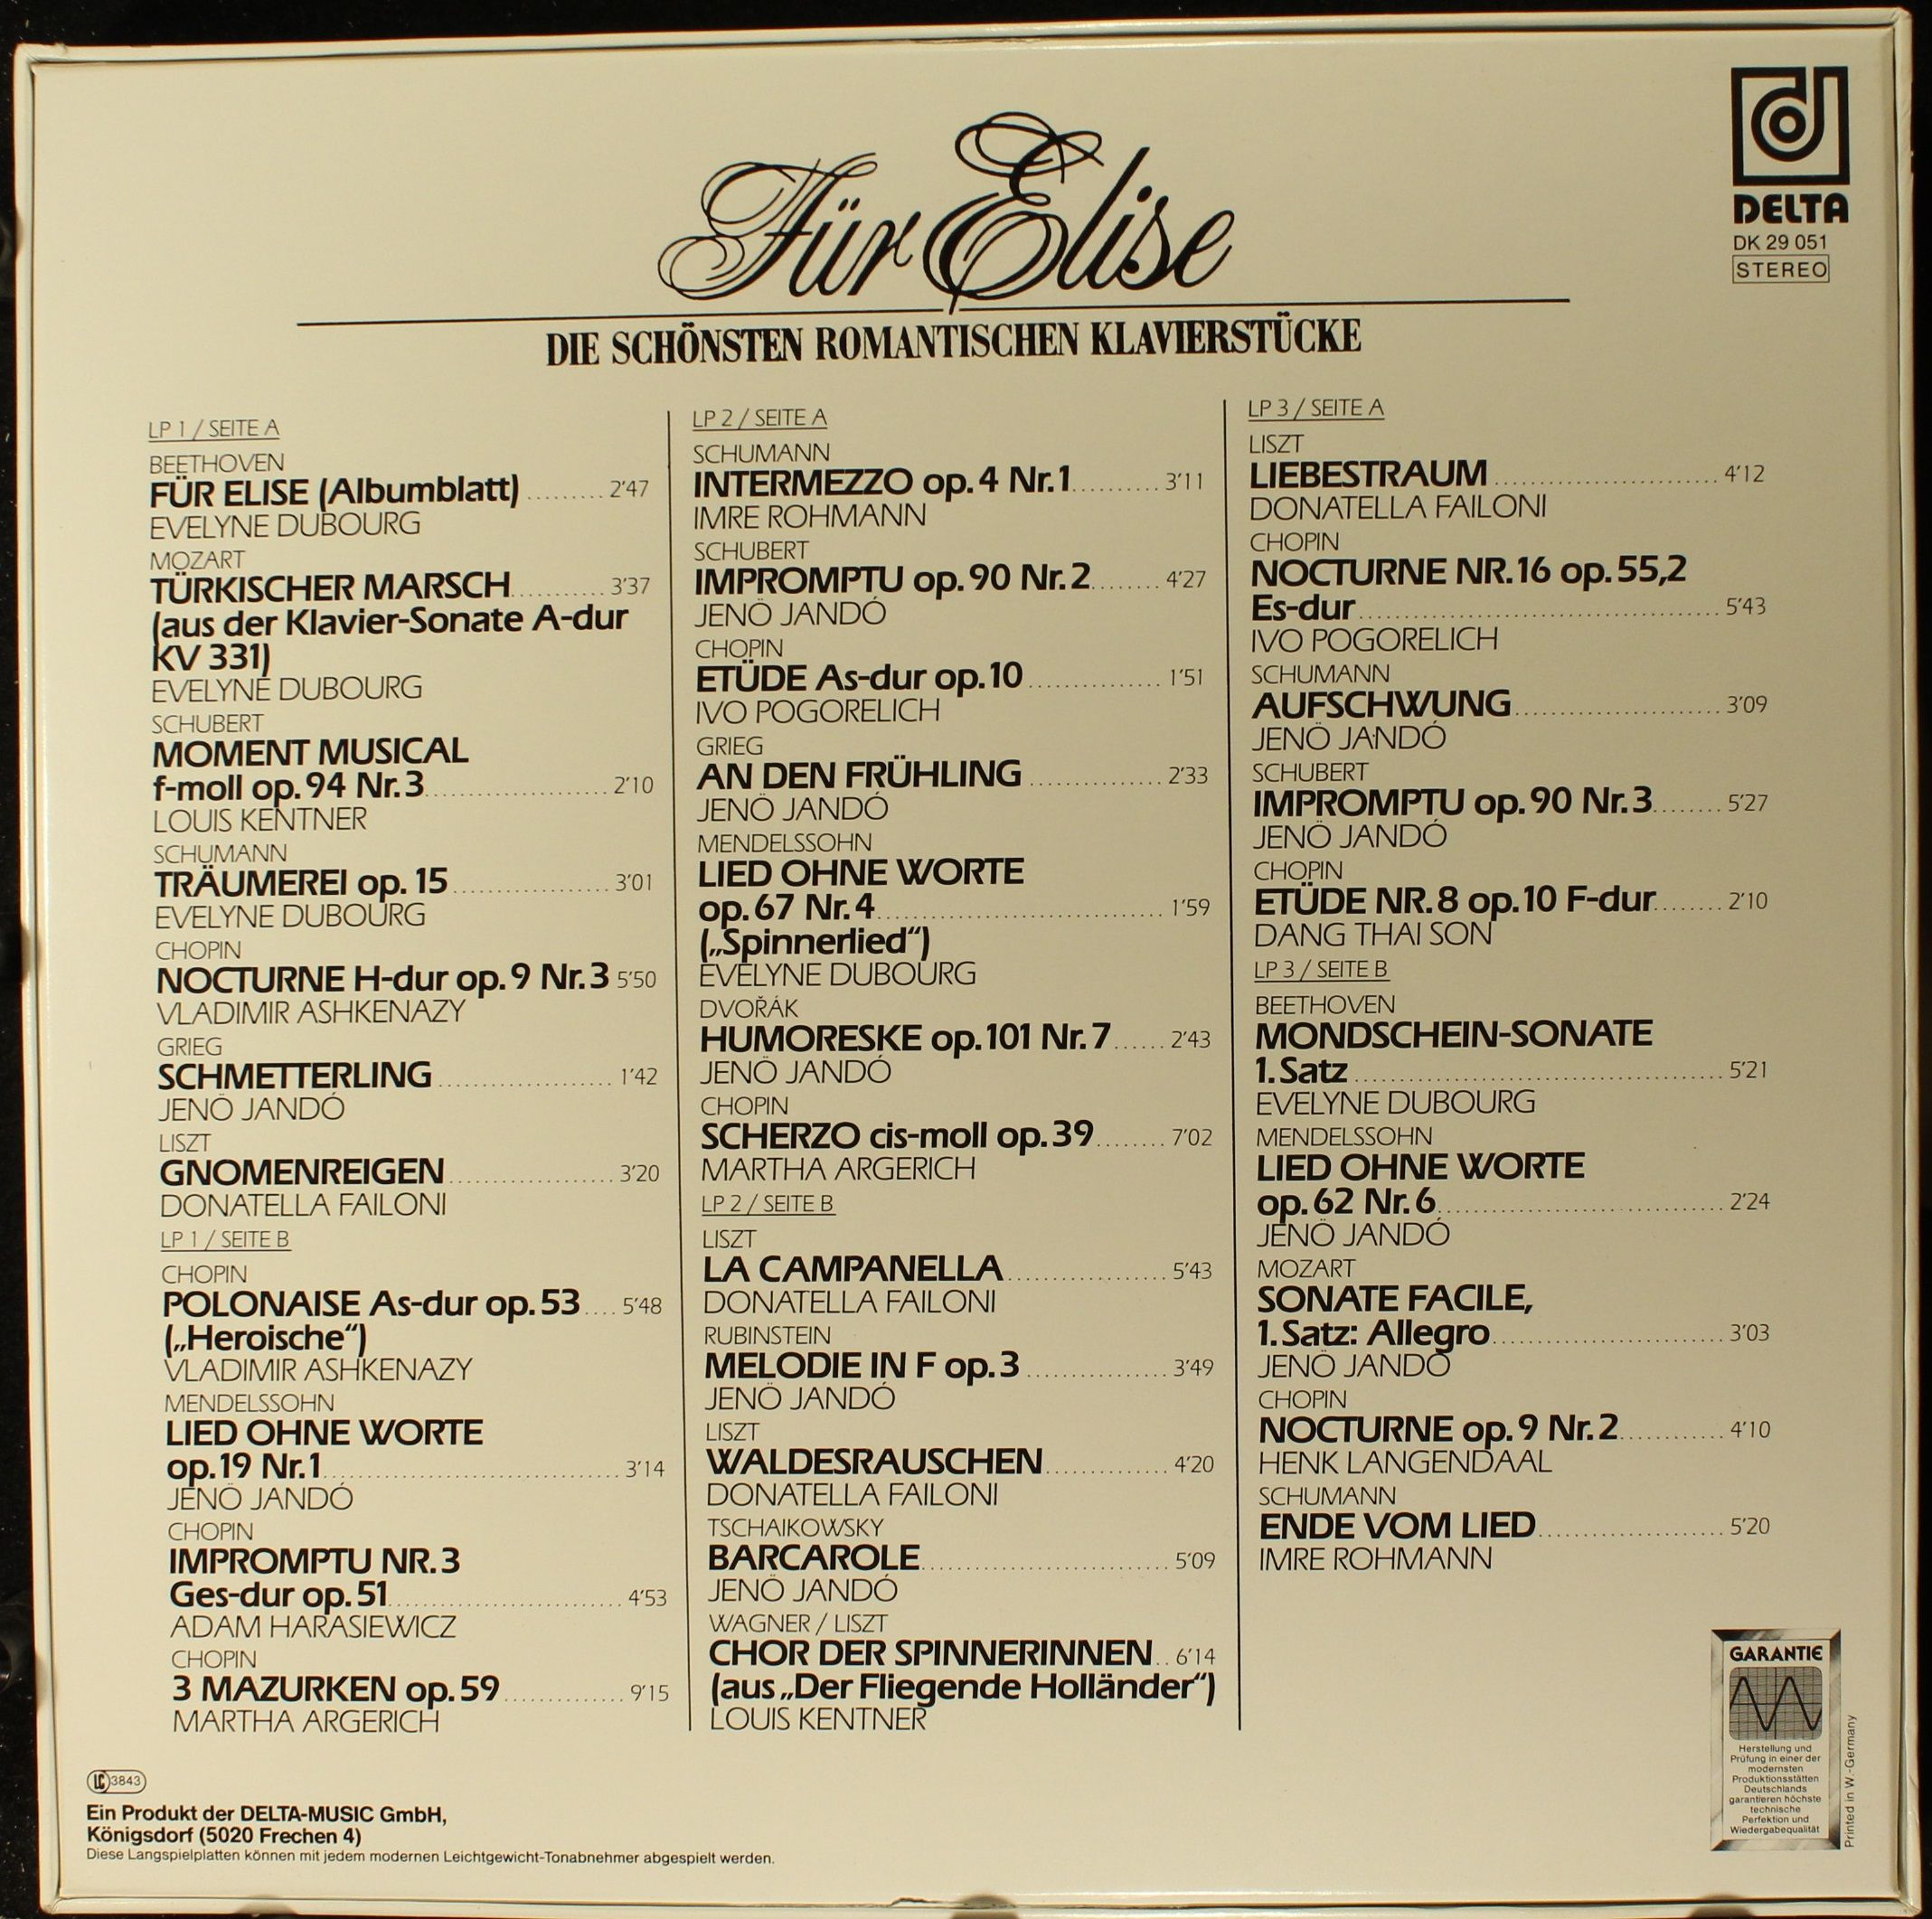 Für Elise
DIE SCHÖNSTEN ROMANTISCHEN KLAVIERSTÜCKE
DELTA
DK 29 051
STEREO
LP 1 / SEITE A
BEETHOVEN
FÜR ELISE (Albumblatt) ......... 2'47
EVELYNE DUBOURG
MOZART
TÜRKISCHER MARSCH ........... 3'37
(aus der Klavier-Sonate A-dur
KV 331)
EVELYNE DUBOURG
SCHUBERT
MOMENT MUSICAL
f-moll op. 94 Nr. 3 .................... 2'10
LOUIS KENTNER
SCHUMANN
TRÄUMEREI op. 15 ................. 3'01
EVELYNE DUBOURG
CHOPIN
NOCTURNE H-dur op. 9 Nr. 3 5'50
VLADIMIR ASHKENAZY
GRIEG
SCHMETTERLING ................... 1'42
JENÖ JANDÓ
LISZT
GNOMENREIGEN .................. 3'20
DONATELLA FAILONI
LP 1 / SEITE B
CHOPIN
POLONAISE As-dur op. 53 .... 5'48
(„Heroische“)
VLADIMIR ASHKENAZY
MENDELSSOHN
LIED OHNE WORTE
op. 19 Nr. 1 ................................ 3'14
JENÖ JANDÓ
CHOPIN
IMPROMPTU NR. 3
Ges-dur op. 51 .......................... 4'53
ADAM HARASIEWICZ
CHOPIN
3 MAZURKEN op. 59 ............. 9'15
MARTHA ARGERICH
LP 2 / SEITE A
SCHUMANN
INTERMEZZO op. 4 Nr. 1 .......... 3'11
IMRE ROHMANN
SCHUBERT
IMPROMPTU op. 90 Nr. 2 ........ 4'27
JENÖ JANDÓ
CHOPIN
ETÜDE As-dur op. 10 ............... 1'51
IVO POGORELICH
GRIEG
AN DEN FRÜHLING ............... 2'33
JENÖ JANDÓ
MENDELSSOHN
LIED OHNE WORTE
op. 67 Nr. 4 ............................... 1'59
(„Spinnerlied“)
EVELYNE DUBOURG
DVOŘÁK
HUMORESKE op. 101 Nr. 7 ...... 2'43
JENÖ JANDÓ
CHOPIN
SCHERZO cis-moll op. 39 ........ 7'02
MARTHA ARGERICH
LP 2 / SEITE B
LISZT
LA CAMPANELLA .................. 5'43
DONATELLA FAILONI
RUBINSTEIN
MELODIE IN F op. 3 ................ 3'49
JENÖ JANDÓ
LISZT
WALDESRAUSCHEN .............. 4'20
DONATELLA FAILONI
TSCHAIKOWSKY
BARCAROLE ........................... 5'09
JENÖ JANDÓ
WAGNER / LISZT
CHOR DER SPINNERINNEN .. 6'14
(aus „Der Fliegende Holländer“)
LOUIS KENTNER
LP 3 / SEITE A
LISZT
LIEBESTRAUM ........................ 4'12
DONATELLA FAILONI
CHOPIN
NOCTURNE NR. 16 op. 55,2
Es-dur ....................................... 5'43
IVO POGORELICH
SCHUMANN
AUFSCHWUNG ...................... 3'09
JENÖ JANDÓ
SCHUBERT
IMPROMPTU op. 90 Nr. 3 ........ 5'27
JENÖ JANDÓ
CHOPIN
ETÜDE NR. 8 op. 10 F-dur ........ 2'10
DANG THAI SON
LP 3 / SEITE B
BEETHOVEN
MONDSCHEIN-SONATE
1. Satz ........................................ 5'21
EVELYNE DUBOURG
MENDELSSOHN
LIED OHNE WORTE
op. 62 Nr. 6 ............................... 2'24
JENÖ JANDÓ
MOZART
SONATE FACILE,
1. Satz: Allegro ......................... 3'03
JENÖ JANDÓ
CHOPIN
NOCTURNE op. 9 Nr. 2 ............ 4'10
HENK LANGENDAAL
SCHUMANN
ENDE VOM LIED .................... 5'20
IMRE ROHMANN
LC 3843
Ein Produkt der DELTA-MUSIC GmbH,
Königsdorf (5020 Frechen 4)
Diese Langspielplatten können mit jedem modernen Leichtgewicht-Tonabnehmer abgespielt werden.
GARANTIE
Herstellung und
Prüfung in einer der
modernsten
Produktionsstätten
Deutschlands
garantieren höchste
technische
Perfektion und
Wiedergabequalität
Printed in W.-Germany